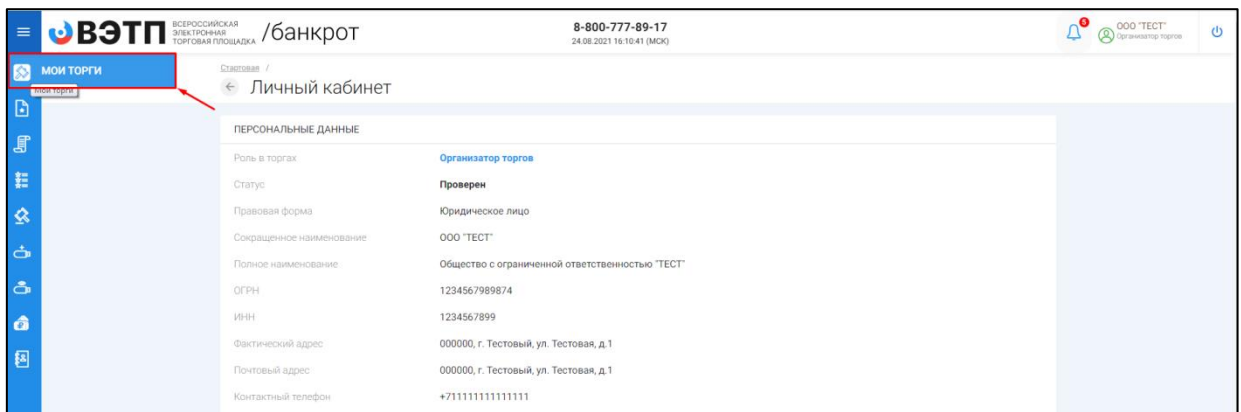 ВЭТП ВСЕРОССИЙСКАЯ ЭЛЕКТРОННАЯ ТОРГОВАЯ ПЛОЩАДКА /банкрот
8-800-777-89-17
24.08.2021 16:10:41 (МСК)
5
ООО "ТЕСТ"
Организатор торгов
МОИ ТОРГИ
Мои торги
Стартовая /
Личный кабинет
ПЕРСОНАЛЬНЫЕ ДАННЫЕ
Роль в торгах Организатор торгов
Статус Проверен
Правовая форма Юридическое лицо
Сокращенное наименование ООО "ТЕСТ"
Полное наименование Общество с ограниченной ответственностью "ТЕСТ"
ОГРН 1234567989874
ИНН 1234567899
Фактический адрес 000000, г. Тестовый, ул. Тестовая, д.1
Почтовый адрес 000000, г. Тестовый, ул. Тестовая, д.1
Контактный телефон +711111111111111